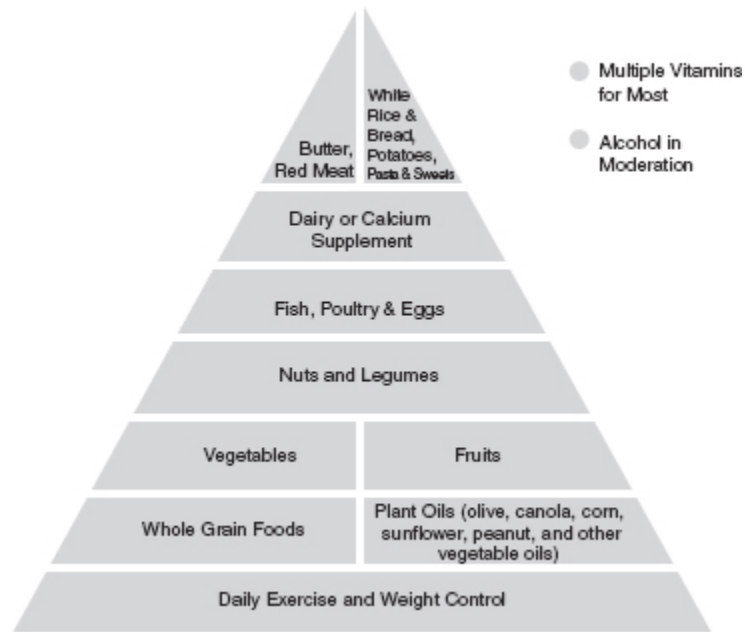 Butter,
Red Meat
White
Rice &
Bread,
Potatoes,
Pasta & Sweets
Multiple Vitamins
for Most
Alcohol in
Moderation
Dairy or Calcium
Supplement
Fish, Poultry & Eggs
Nuts and Legumes
Vegetables
Fruits
Whole Grain Foods
Plant Oils (olive, canola, corn,
sunflower, peanut, and other
vegetable oils)
Daily Exercise and Weight Control